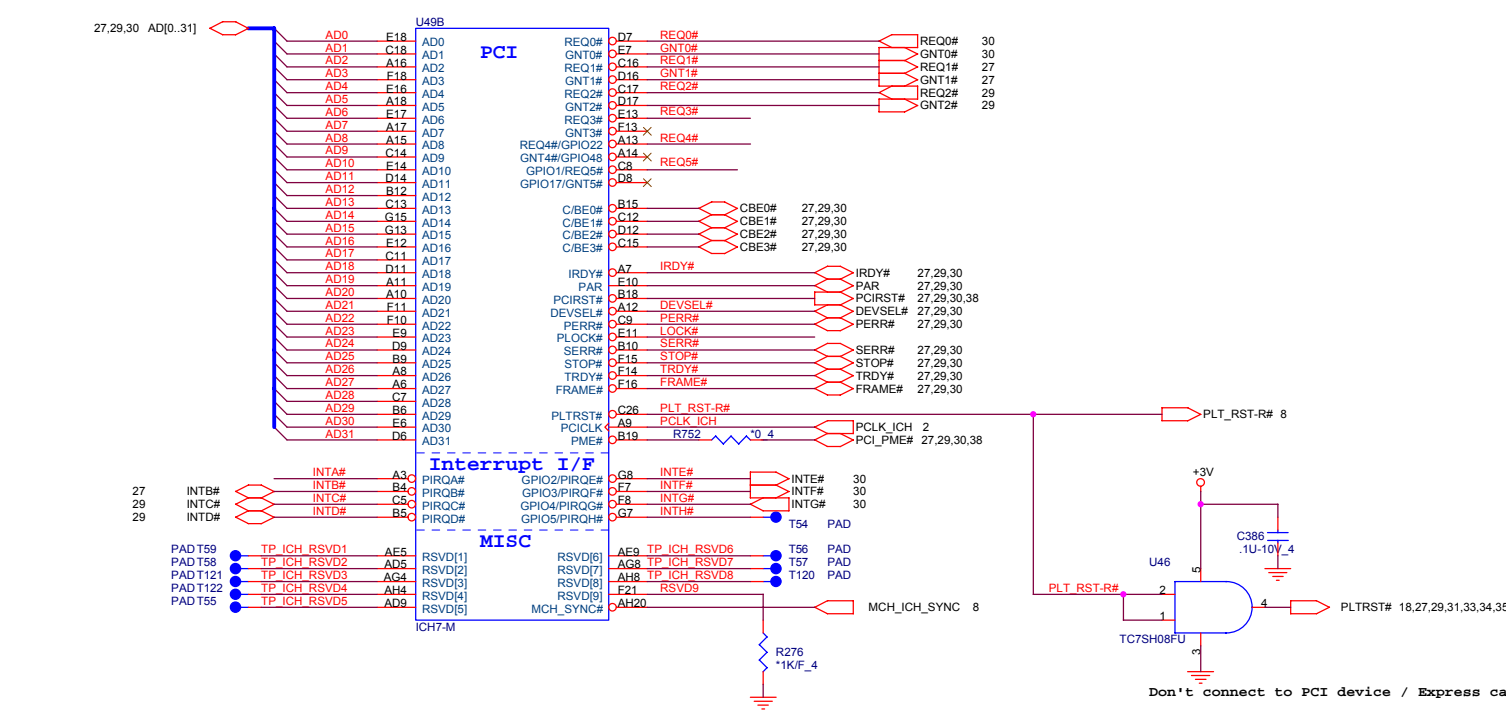 U49B
27,29,30 AD[0..31]
PCI
AD0 E18 AD0 REQ0# D7 REQ0# REQ0# 30
AD1 C18 AD1 GNT0# E7 GNT0# GNT0# 30
AD2 A16 AD2 REQ1# C16 REQ1# REQ1# 27
AD3 F18 AD3 GNT1# D16 GNT1# GNT1# 27
AD4 E16 AD4 REQ2# C17 REQ2# REQ2# 29
AD5 A18 AD5 GNT2# D17 GNT2# 29
AD6 E17 AD6 REQ3# E13 REQ3#
AD7 A17 AD7 GNT3# F13
AD8 A15 AD8 REQ4#/GPIO22 A13 REQ4#
AD9 C14 AD9 GNT4#/GPIO48 A14
AD10 E14 AD10 GPIO1/REQ5# C8 REQ5#
AD11 D14 AD11 GPIO17/GNT5# D8
AD12 B12 AD12
AD13 C13 AD13 C/BE0# B15 CBE0# 27,29,30
AD14 G15 AD14 C/BE1# C12 CBE1# 27,29,30
AD15 G13 AD15 C/BE2# D12 CBE2# 27,29,30
AD16 E12 AD16 C/BE3# C15 CBE3# 27,29,30
AD17 C11 AD17
AD18 D11 AD18 IRDY# A7 IRDY# IRDY# 27,29,30
AD19 A11 AD19 PAR E10 PAR 27,29,30
AD20 A10 AD20 PCIRST# B18 PCIRST# 27,29,30,38
AD21 F11 AD21 DEVSEL# A12 DEVSEL# DEVSEL# 27,29,30
AD22 F10 AD22 PERR# C9 PERR# PERR# 27,29,30
AD23 E9 AD23 PLOCK# E11 LOCK#
AD24 D9 AD24 SERR# B10 SERR# SERR# 27,29,30
AD25 B9 AD25 STOP# F15 STOP# STOP# 27,29,30
AD26 A8 AD26 TRDY# F14 TRDY# TRDY# 27,29,30
AD27 A6 AD27 FRAME# F16 FRAME# FRAME# 27,29,30
AD28 C7 AD28
AD29 B6 AD29 PLTRST# C26 PLT_RST-R# PLT_RST-R# 8
AD30 E6 AD30 PCICLK A9 PCLK_ICH PCLK_ICH 2
AD31 D6 AD31 PME# B19 R752 *0_4 PCI_PME# 27,29,30,38
Interrupt I/F
INTA# A3 PIRQA# GPIO2/PIRQE# G8 INTE# INTE# 30
27 INTB# INTB# B4 PIRQB# GPIO3/PIRQF# F7 INTF# INTF# 30
29 INTC# INTC# C5 PIRQC# GPIO4/PIRQG# F8 INTG# INTG# 30
29 INTD# INTD# B5 PIRQD# GPIO5/PIRQH# G7 INTH# T54 PAD
MISC
PAD T59 TP_ICH_RSVD1 AE5 RSVD[1] RSVD[6] AE9 TP_ICH_RSVD6 T56 PAD
PAD T58 TP_ICH_RSVD2 AD5 RSVD[2] RSVD[7] AG8 TP_ICH_RSVD7 T57 PAD
PAD T121 TP_ICH_RSVD3 AG4 RSVD[3] RSVD[8] AH8 TP_ICH_RSVD8 T120 PAD
PAD T122 TP_ICH_RSVD4 AH4 RSVD[4] RSVD[9] F21 RSVD9
PAD T55 TP_ICH_RSVD5 AD9 RSVD[5] MCH_SYNC# AH20 MCH_ICH_SYNC 8
ICH7-M
R276
*1K/F_4
+3V
C386
.1U-10V_4
U46
5
PLT_RST-R# 2
1
4 PLTRST# 18,27,29,31,33,34,35
TC7SH08FU
3
Don't connect to PCI device / Express ca